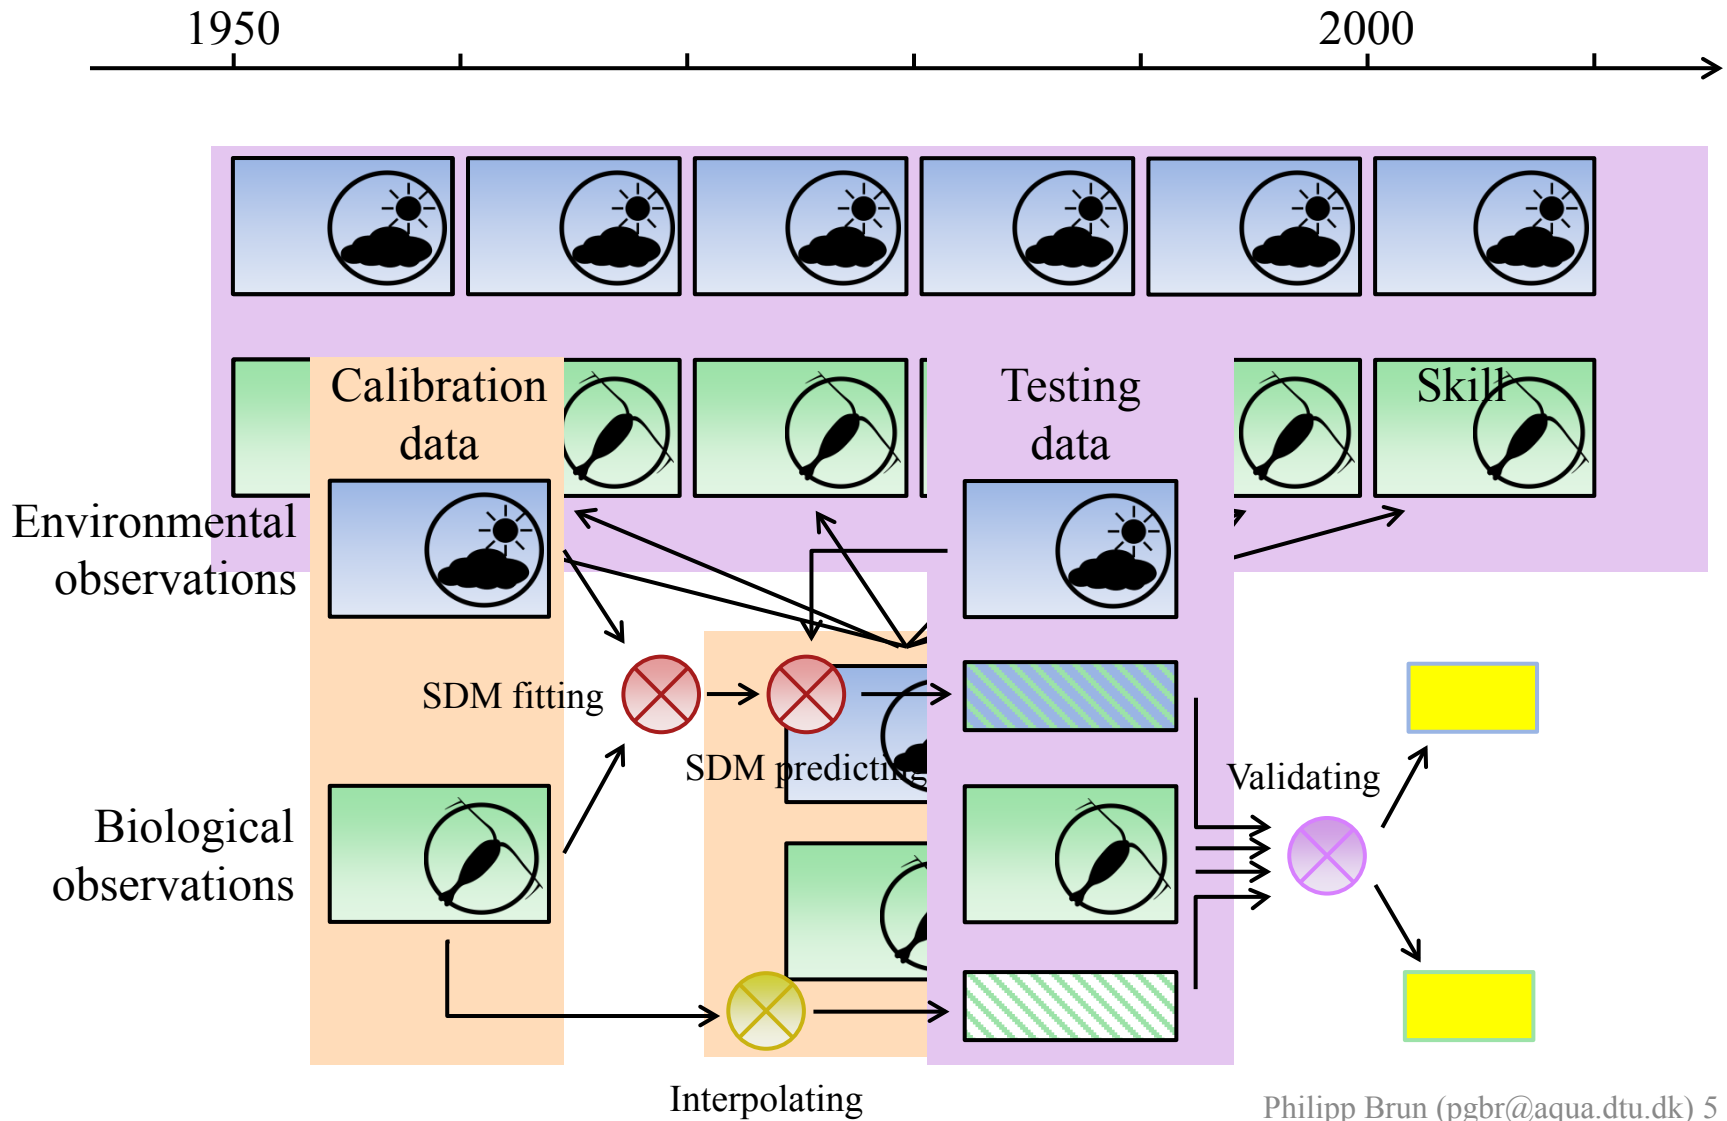 1950
2000
Calibration
data
Testing
data
Skill
Environmental
observations
SDM fitting
SDM predicting
Validating
Biological
observations
Interpolating
Philipp Brun (pgbr@aqua.dtu.dk) 5